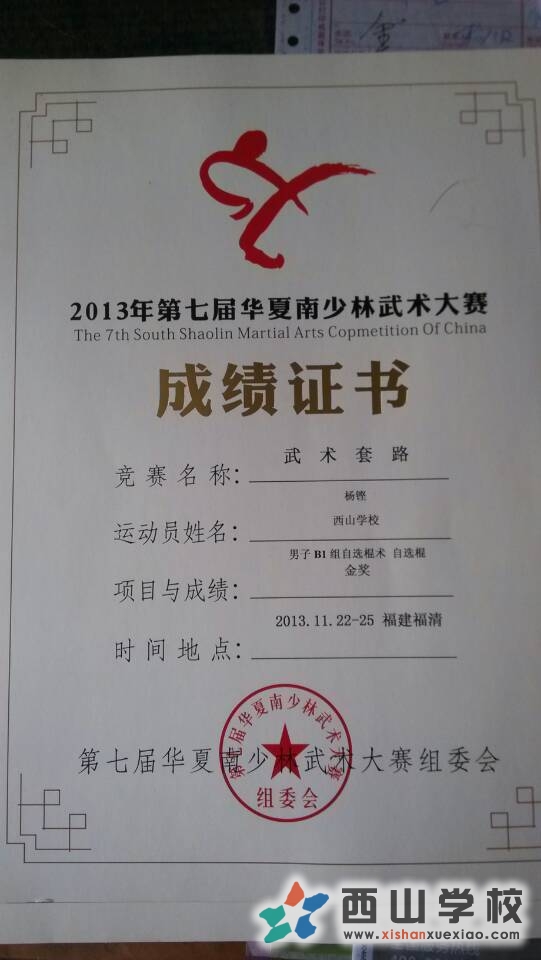 2013年第七届华夏南少林武术大赛
The 7th South Shaolin Martial Arts Copmetition Of China
成绩证书
竞赛名称：武术套路
杨铿
运动员姓名：西山学校
男子 B1 组自选棍术 自选棍
项目与成绩：金奖
2013.11.22-25 福建福清
时间地点：
第七届华夏南少林武术大赛组委会
第七届华夏南少林武术大赛
组委会
西山学校
www.xishanxuexiao.com